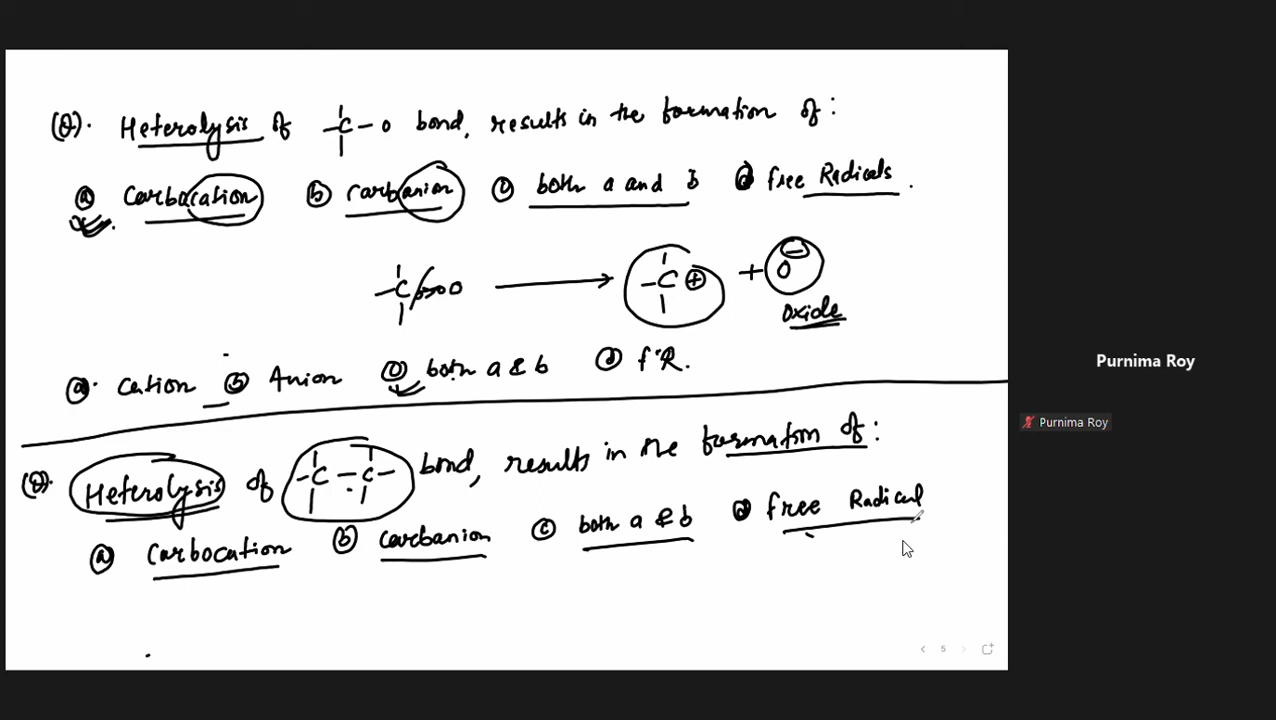 (Q). Heterolysis of -C-O bond, results in the formation of :
(a) Carbocation (b) carbanion (c) both a and b (d) free Radicals.
-C-O → -C+ + O-
Oxide
(a). Cation (b) Anion (c) both a & b (d) f.R.
(Q). Heterolysis of -C-C- bond, results in the formation of :
(a) Carbocation (b) carbanion (c) both a & b (d) free Radical
Purnima Roy
Purnima Roy
5